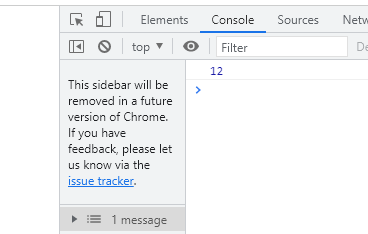 Elements Console Sources Netw
top ▼ Filter De
12
This sidebar will be
removed in a future
version of Chrome.
If you have
feedback, please let
us know via the
issue tracker.
1 message